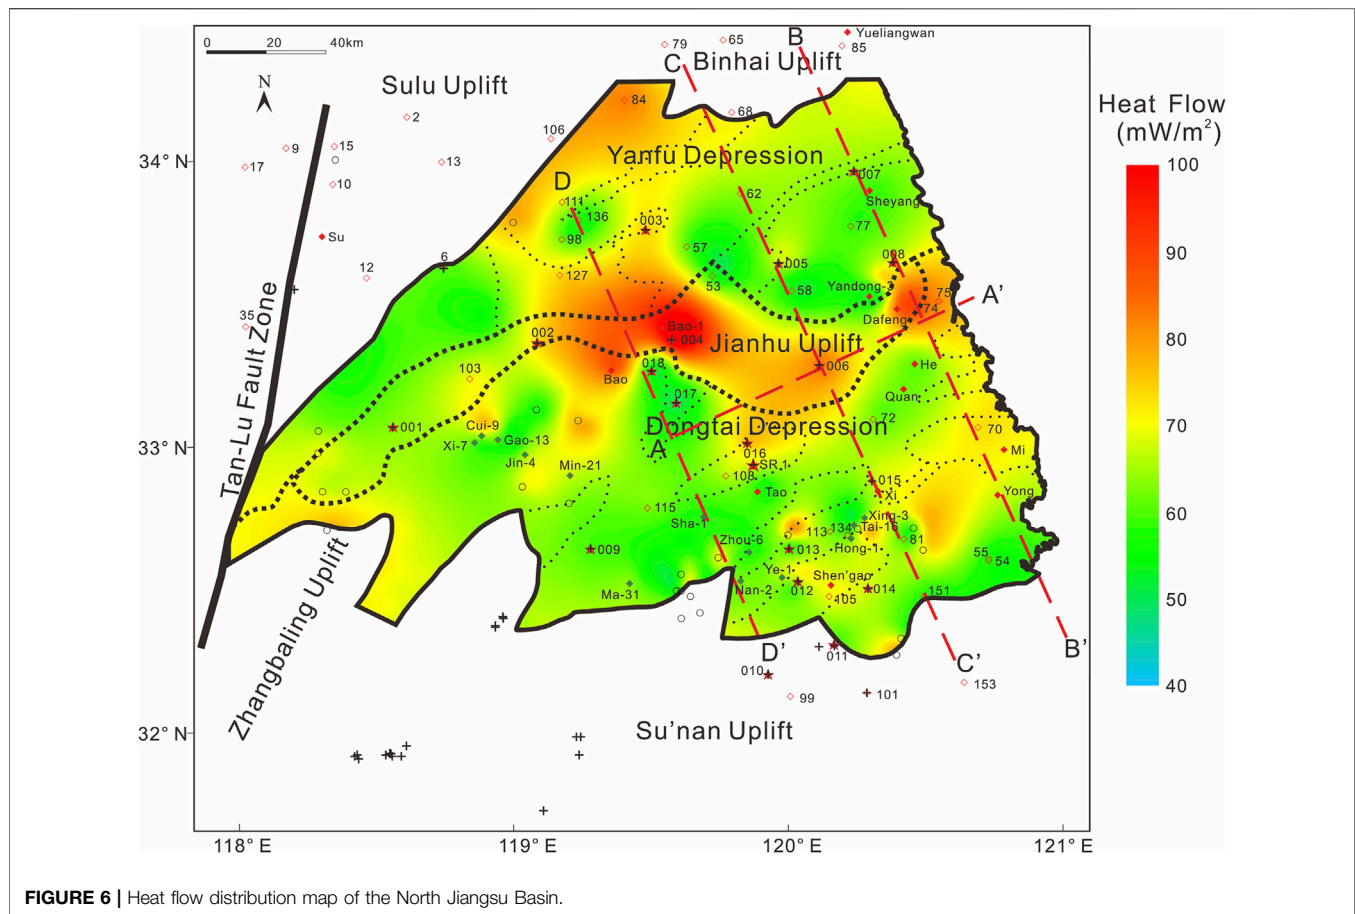 B
Yueliangwan
79
65
85
0
20
40km
C
Binhai Uplift
N
Sulu Uplift
84
68
Heat Flow
(mW/m²)
2
106
9
15
34° N
17
13
Yanfu Depression
100
10
D
007
111
62
Sheyang
136
003
77
Su
98
57
90
6
005
008
12
127
53
58
Yandong-3
75
A’
35
74
Dafeng
002
Bao-1
004
Jianhu Uplift
80
018
006
He
103
Bao
017
Quan
Tan-Lu Fault Zone
001
Cui-9
Dongtai Depression
72
70
70
33° N
Xi-7
Gao-13
A
016
Mi
Jin-4
Min-21
SR 1
108
015
Tao
Xi
Yong
115
Sha-1
Xing-3
60
113
134
Tai-16
Zhou-6
81
009
013
Hong-1
55
54
Ye-1
Shen’gao
Ma-31
Nan-2
012
105
014
151
50
Zhangbaling Uplift
D’
011
C’
B’
010
99
101
153
40
32° N
Su’nan Uplift
118° E
119° E
120° E
121° E
FIGURE 6 | Heat flow distribution map of the North Jiangsu Basin.